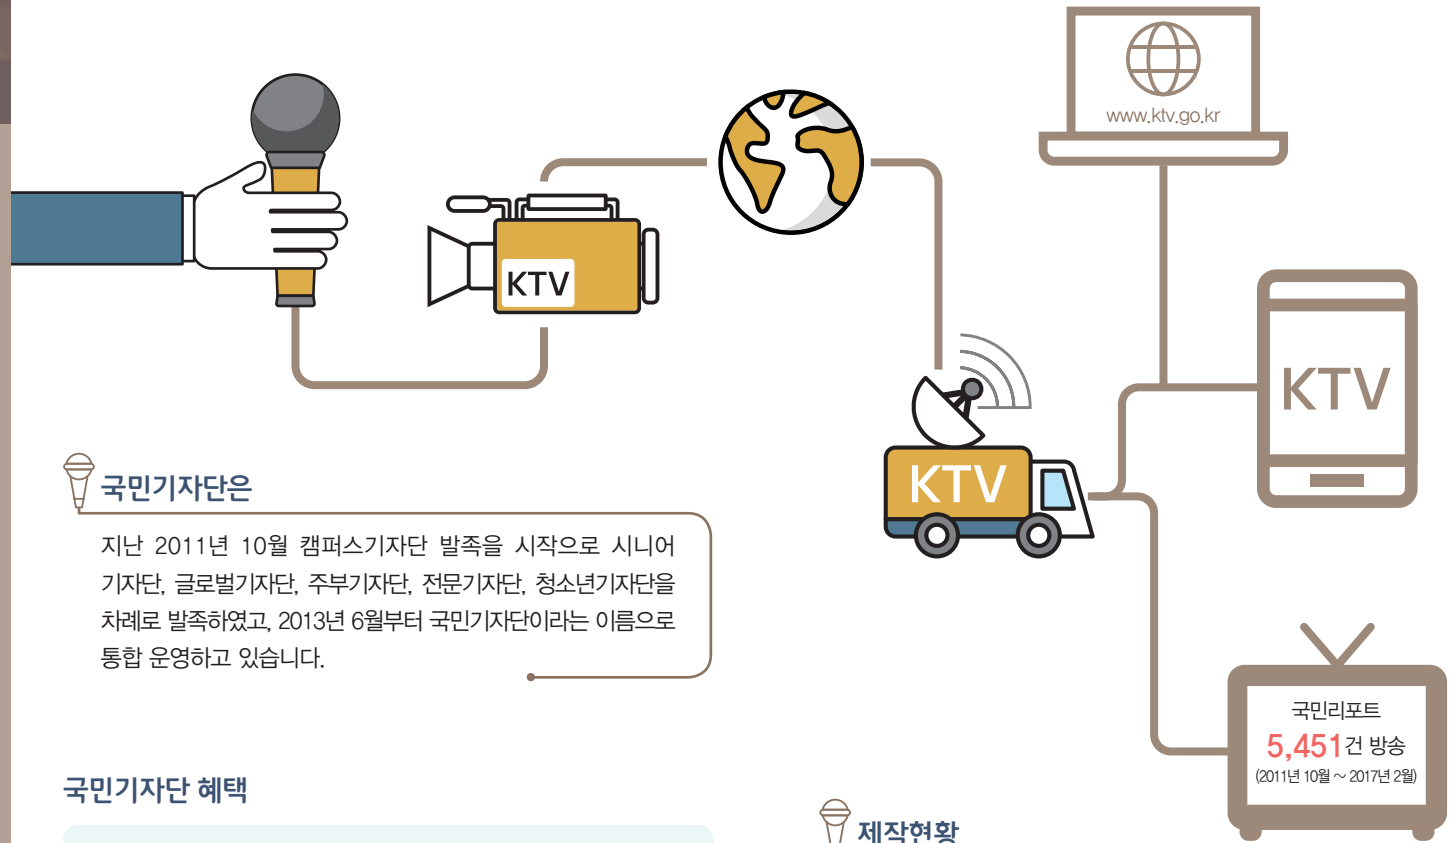 www.ktv.go.kr
KTV
KTV
KTV
국민기자단은
지난 2011년 10월 캠퍼스기자단 발족을 시작으로 시니어
기자단, 글로벌기자단, 주부기자단, 전문기자단, 청소년기자단을
차례로 발족하였고, 2013년 6월부터 국민기자단이라는 이름으로
통합 운영하고 있습니다.
국민리포트
5,451건 방송
(2011년 10월 ~ 2017년 2월)
국민기자단 혜택
제작현황